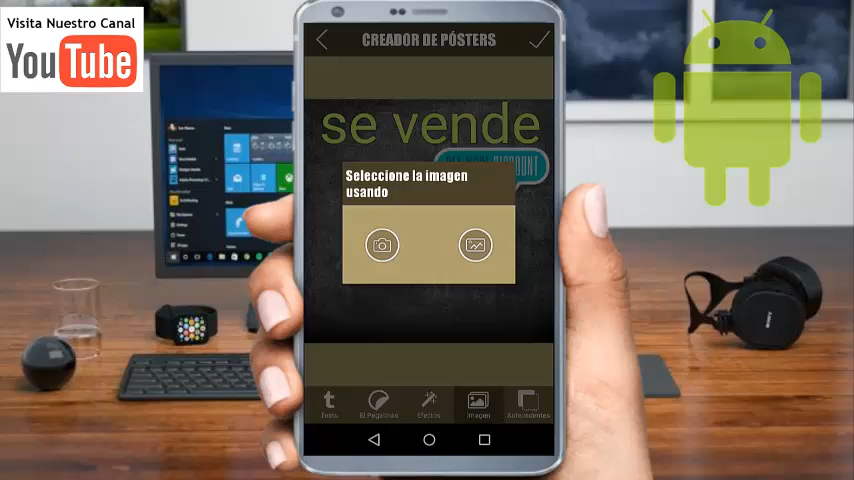 Visita Nuestro Canal
YouTube
CREADOR DE PÓSTERS
se vende
DISCOUNT
Seleccione la imagen
usando
Texto
El Pegatinas
Efectos
Imagen
Antecedentes
SONY